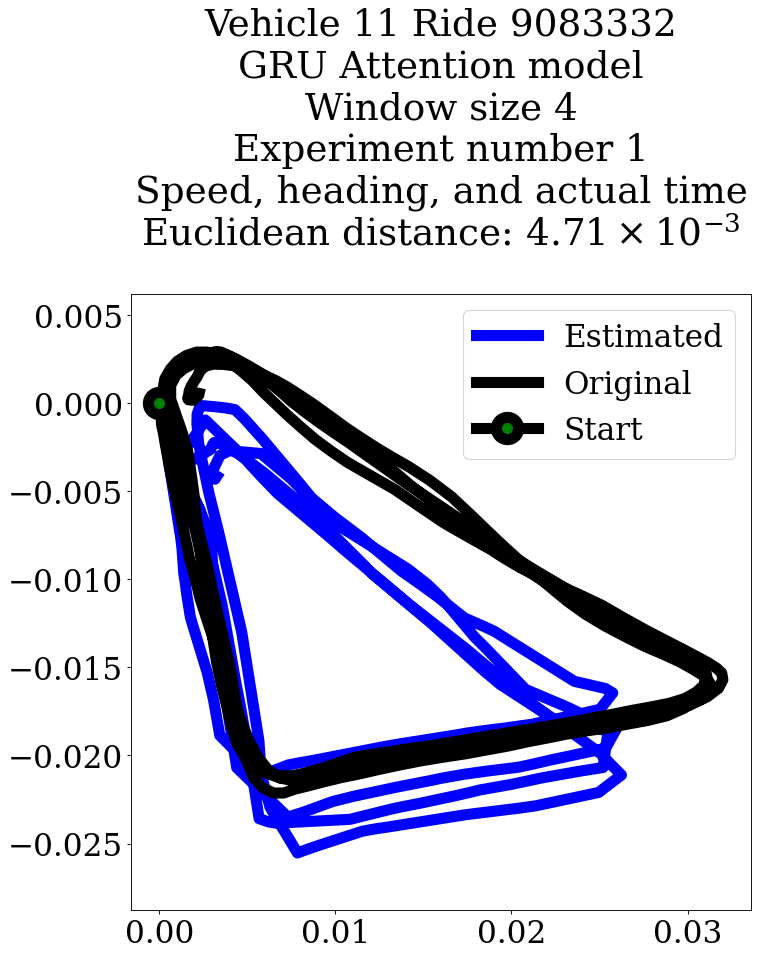 Vehicle 11 Ride 9083332
GRU Attention model
Window size 4
Experiment number 1
Speed, heading, and actual time
Euclidean distance: 4.71 × 10⁻³
Estimated
Original
Start
0.005
0.000
−0.005
−0.010
−0.015
−0.020
−0.025
0.00 0.01 0.02 0.03